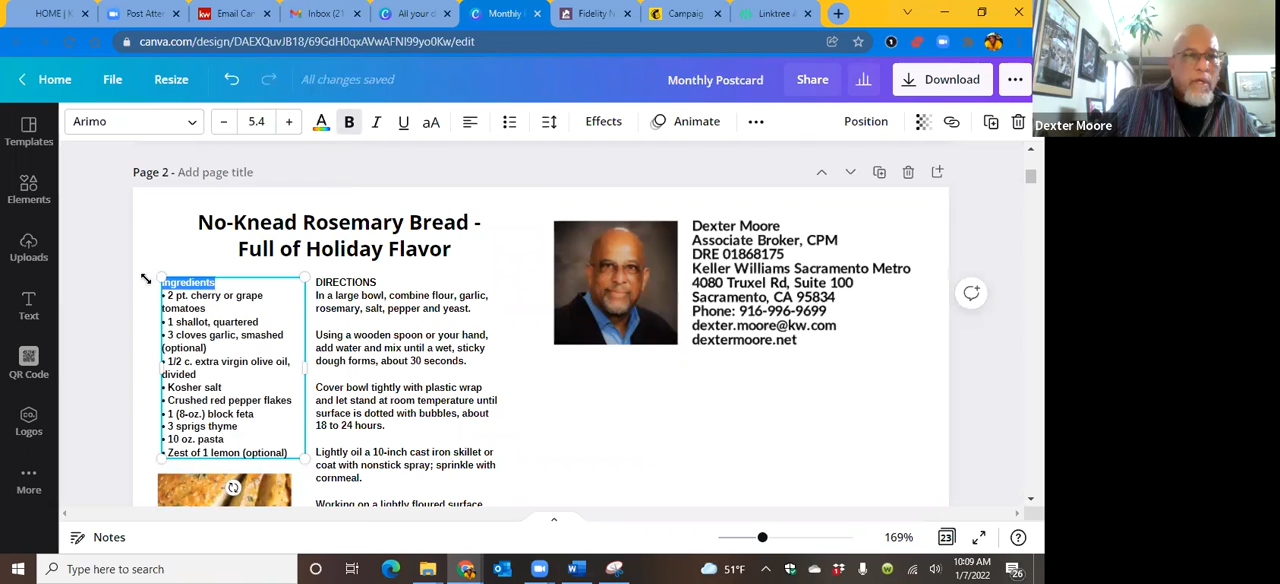 HOME | K
Post Atter
Email Can
Inbox (21
All your d
Monthly
Fidelity N
Campaig
Linktree
canva.com/design/DAEXQuvJB18/69GdH0qxAVwAFNI99yo0Kw/edit
Home
File
Resize
All changes saved
Monthly Postcard
Share
Download
Dexter Moore
Arimo
5.4
A B I U aA
Effects
Animate
Position
Templates
Elements
Uploads
Text
QR Code
Logos
More
Page 2 - Add page title
No-Knead Rosemary Bread -
Full of Holiday Flavor
Ingredients
• 2 pt. cherry or grape
tomatoes
• 1 shallot, quartered
• 3 cloves garlic, smashed
(optional)
• 1/2 c. extra virgin olive oil,
divided
• Kosher salt
• Crushed red pepper flakes
• 1 (8-oz.) block feta
• 3 sprigs thyme
• 10 oz. pasta
• Zest of 1 lemon (optional)
DIRECTIONS
In a large bowl, combine flour, garlic,
rosemary, salt, pepper and yeast.
Using a wooden spoon or your hand,
add water and mix until a wet, sticky
dough forms, about 30 seconds.
Cover bowl tightly with plastic wrap
and let stand at room temperature until
surface is dotted with bubbles, about
18 to 24 hours.
Lightly oil a 10-inch cast iron skillet or
coat with nonstick spray; sprinkle with
cornmeal.
Working on a lightly floured surface
Dexter Moore
Associate Broker, CPM
DRE 01868175
Keller Williams Sacramento Metro
4080 Truxel Rd, Suite 100
Sacramento, CA 95834
Phone: 916-996-9699
dexter.moore@kw.com
dextermoore.net
Notes
169%
23
Type here to search
51°F
10:09 AM
1/7/2022
26